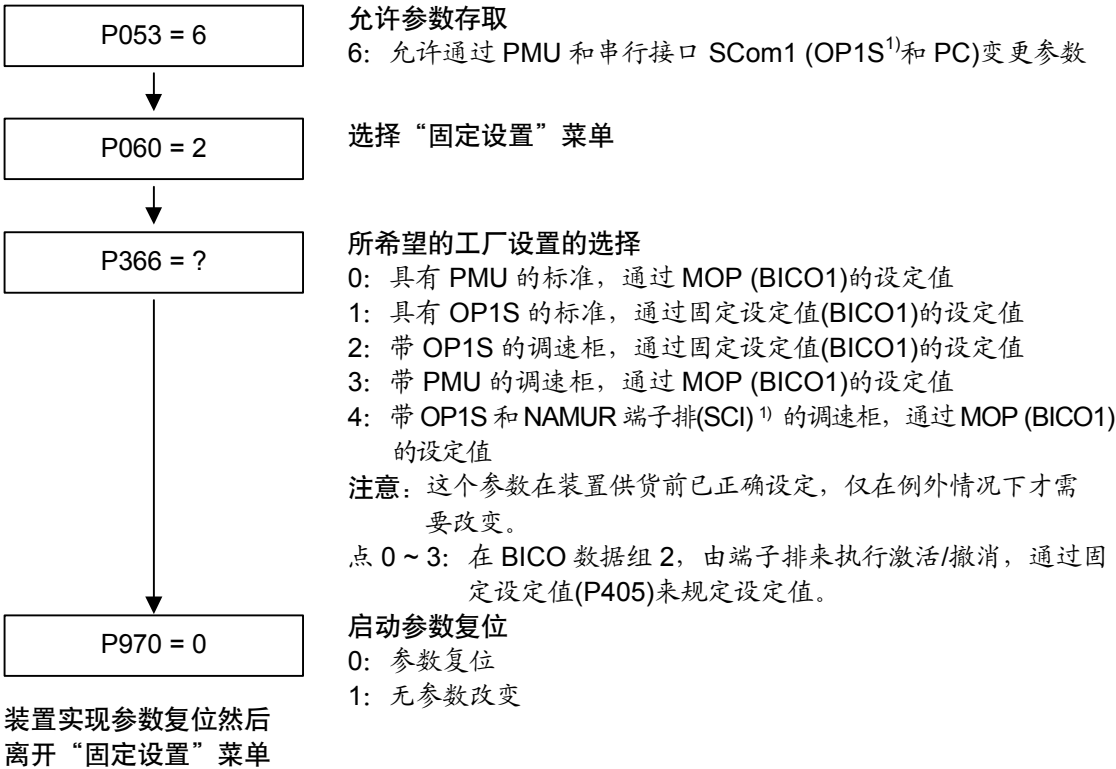 P053 = 6
允许参数存取
6：允许通过 PMU 和串行接口 SCom1 (OP1S1)和 PC)变更参数
P060 = 2
选择“固定设置”菜单
P366 = ?
所希望的工厂设置的选择
0：具有 PMU 的标准，通过 MOP (BICO1)的设定值
1：具有 OP1S 的标准，通过固定设定值(BICO1)的设定值
2：带 OP1S 的调速柜，通过固定设定值(BICO1)的设定值
3：带 PMU 的调速柜，通过 MOP (BICO1)的设定值
4：带 OP1S 和 NAMUR 端子排(SCI) 1) 的调速柜，通过 MOP (BICO1)
的设定值
注意：这个参数在装置供货前已正确设定，仅在例外情况下才需
要改变。
点 0 ~ 3：在 BICO 数据组 2，由端子排来执行激活/撤消，通过固
定设定值(P405)来规定设定值。
P970 = 0
启动参数复位
0：参数复位
1：无参数改变
装置实现参数复位然后
离开“固定设置”菜单